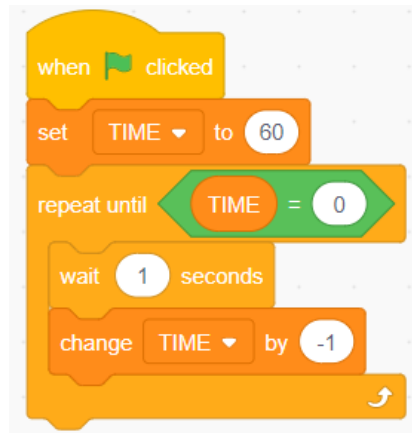 when clicked
set TIME to 60
repeat until TIME = 0
wait 1 seconds
change TIME by -1